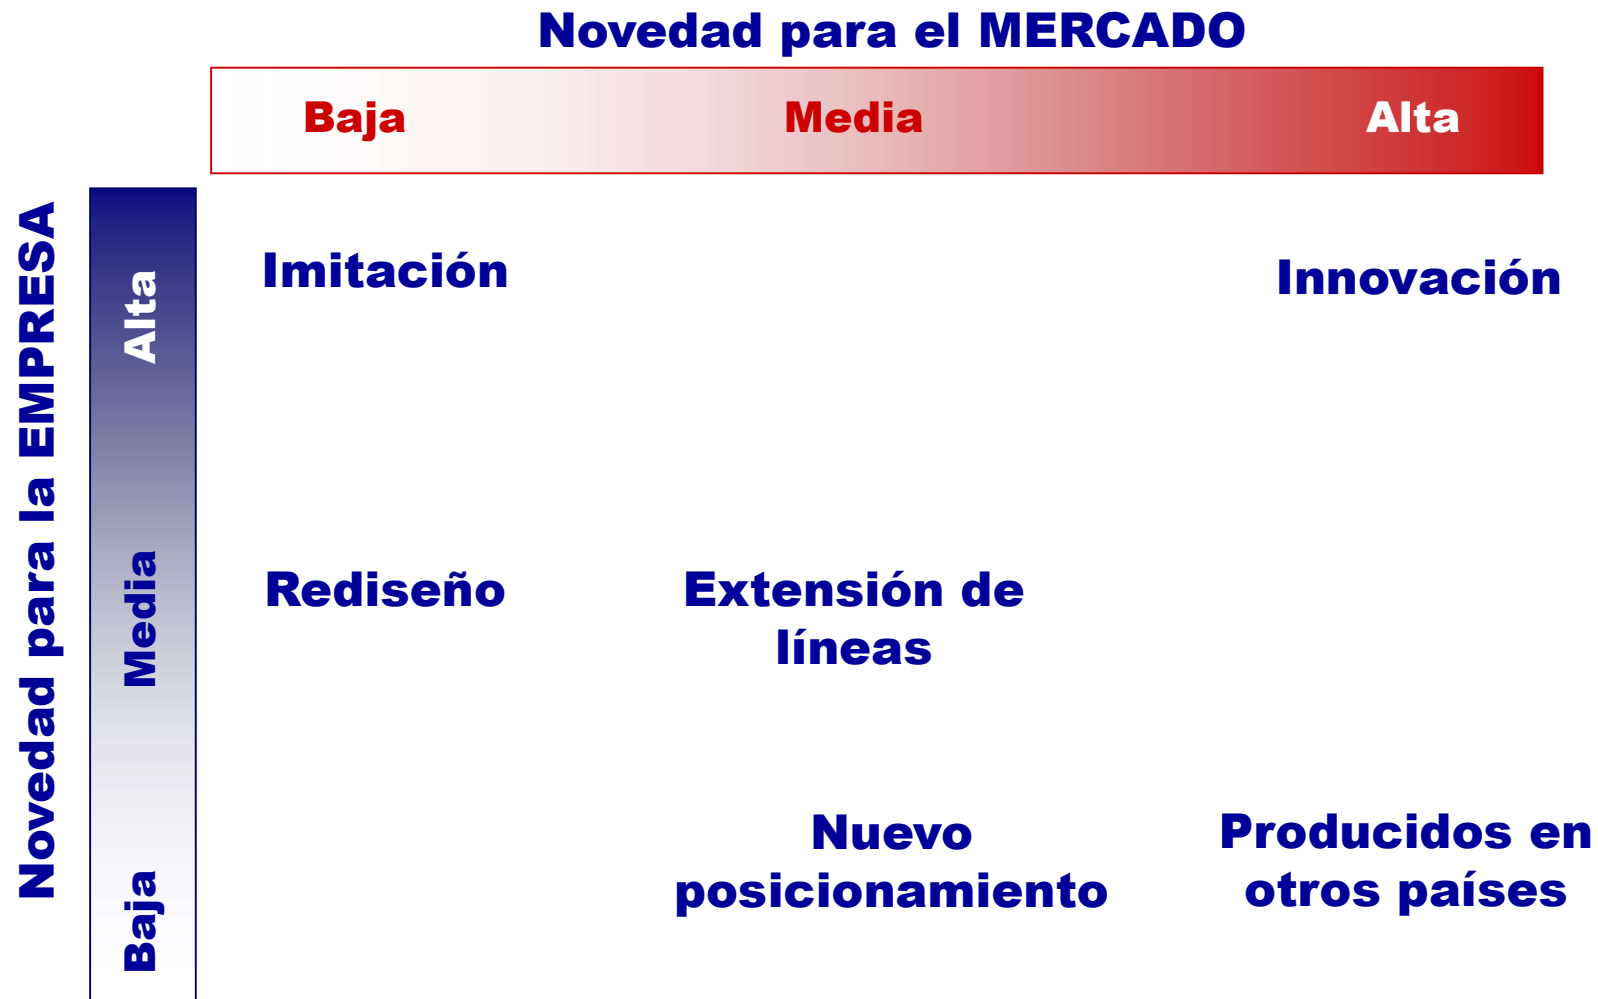 Novedad para el MERCADO
Baja Media Alta
Novedad para la EMPRESA
Alta
Imitación
Innovación
Media
Rediseño
Extensión de
líneas
Baja
Nuevo
posicionamiento
Producidos en
otros países